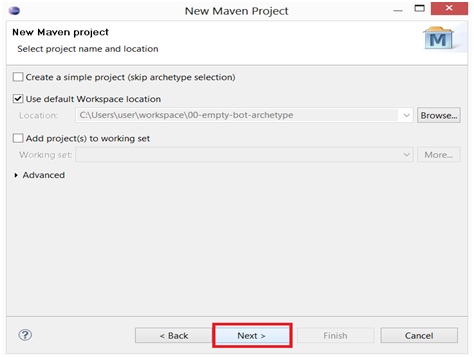 New Maven Project
New Maven project
Select project name and location
M
Create a simple project (skip archetype selection)
Use default Workspace location
Location: C:\Users\user\workspace\00-empty-bot-archetype Browse...
Add project(s) to working set
Working set: More...
Advanced
? < Back Next > Finish Cancel